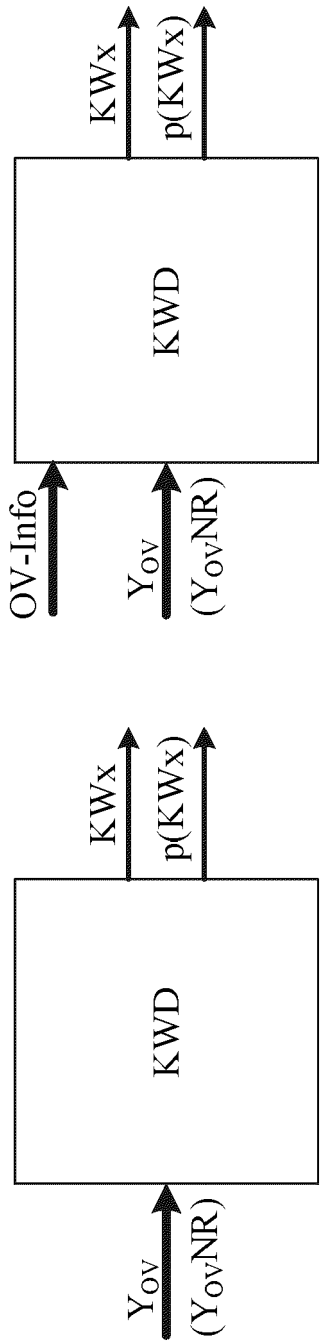 Y_OV
(Y_OVNR)
KWD
KWx
p(KWx)
OV-Info
Y_OV
(Y_OVNR)
KWD
KWx
p(KWx)